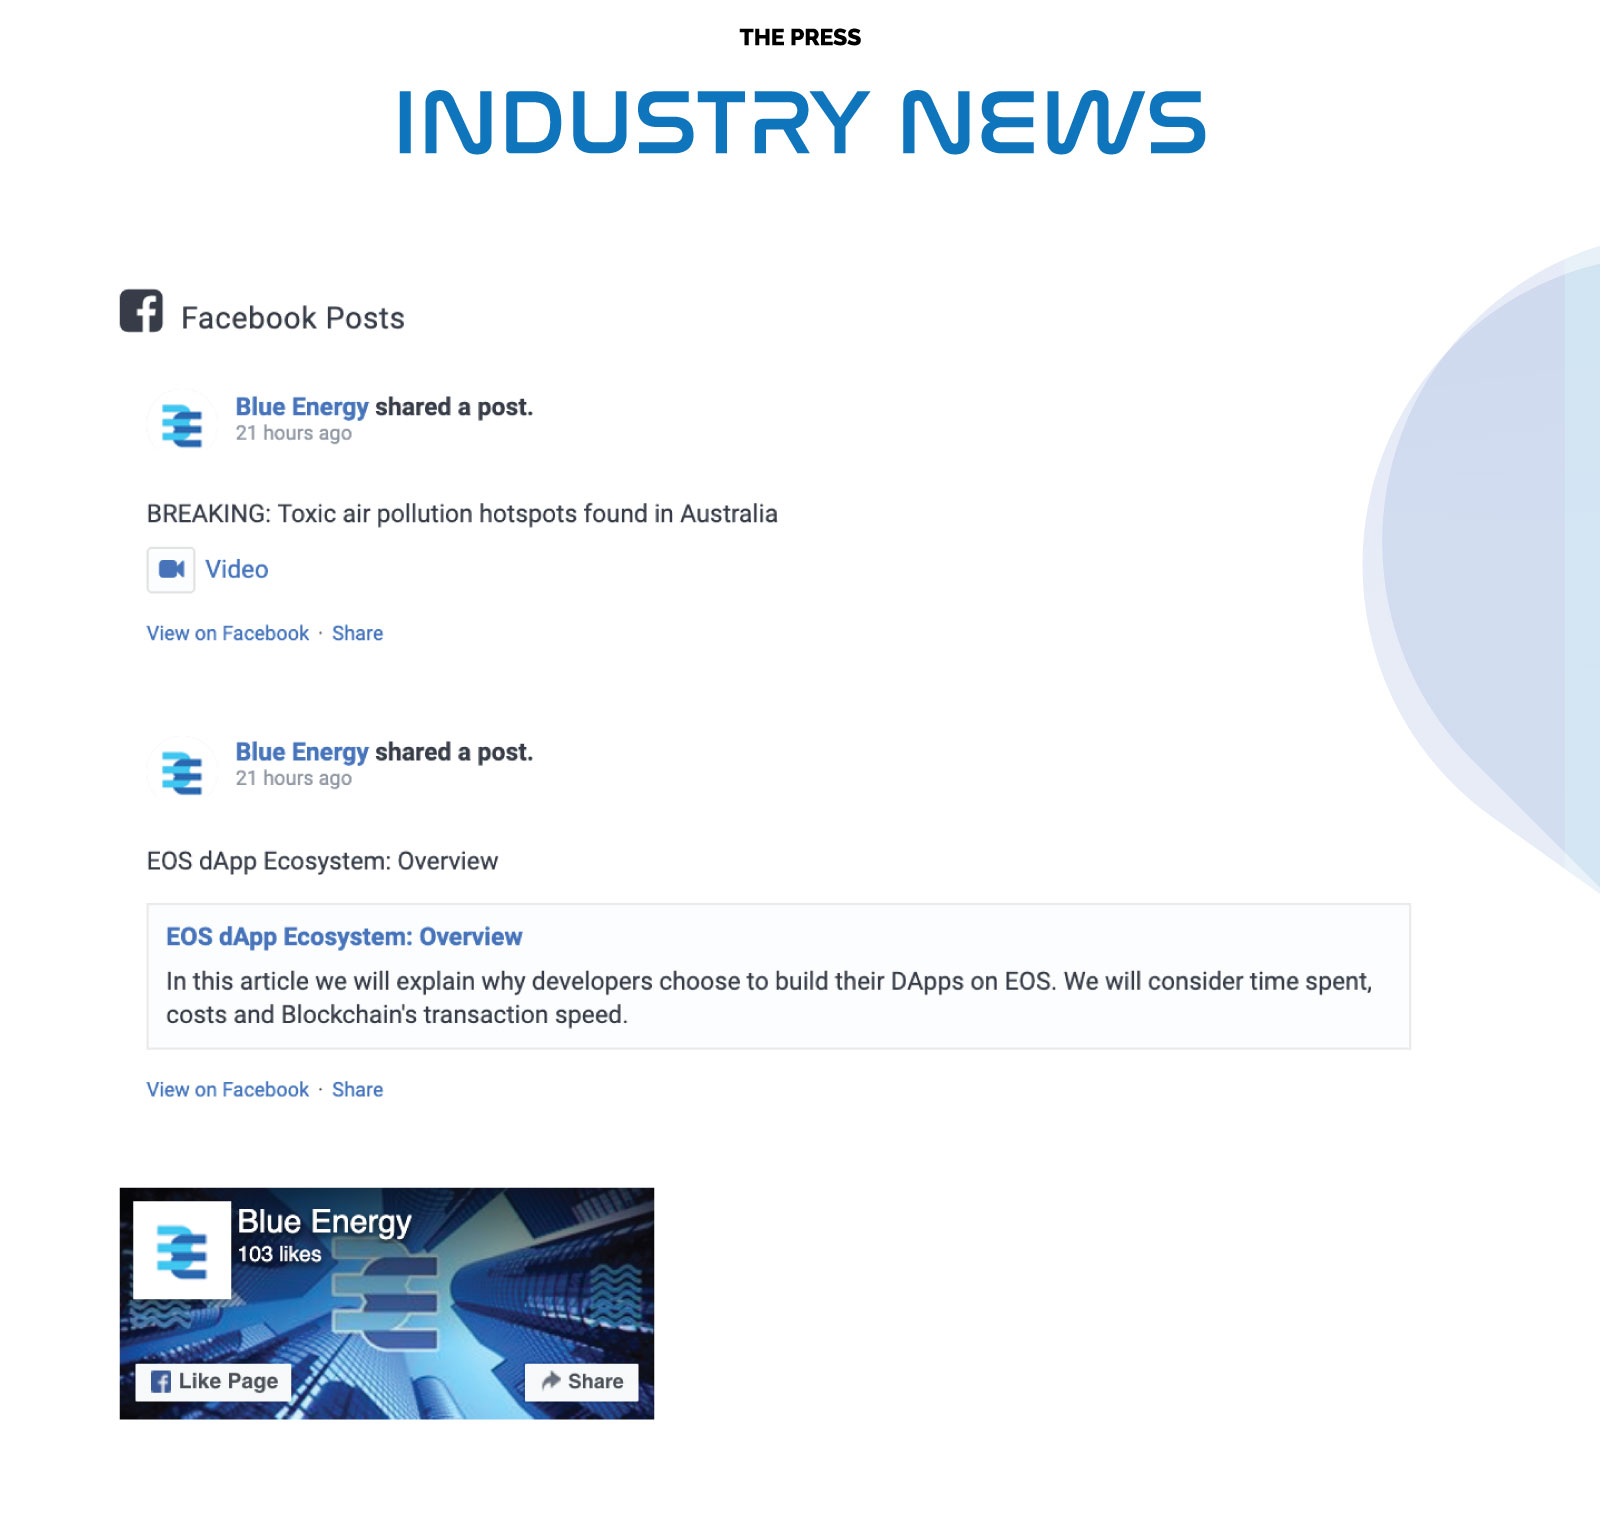 THE PRESS
INDUSTRY NEWS
Facebook Posts
Blue Energy shared a post.
21 hours ago
BREAKING: Toxic air pollution hotspots found in Australia
Video
View on Facebook · Share
Blue Energy shared a post.
21 hours ago
EOS dApp Ecosystem: Overview
EOS dApp Ecosystem: Overview
In this article we will explain why developers choose to build their DApps on EOS. We will consider time spent,
costs and Blockchain's transaction speed.
View on Facebook · Share
Blue Energy
103 likes
Like Page
Share